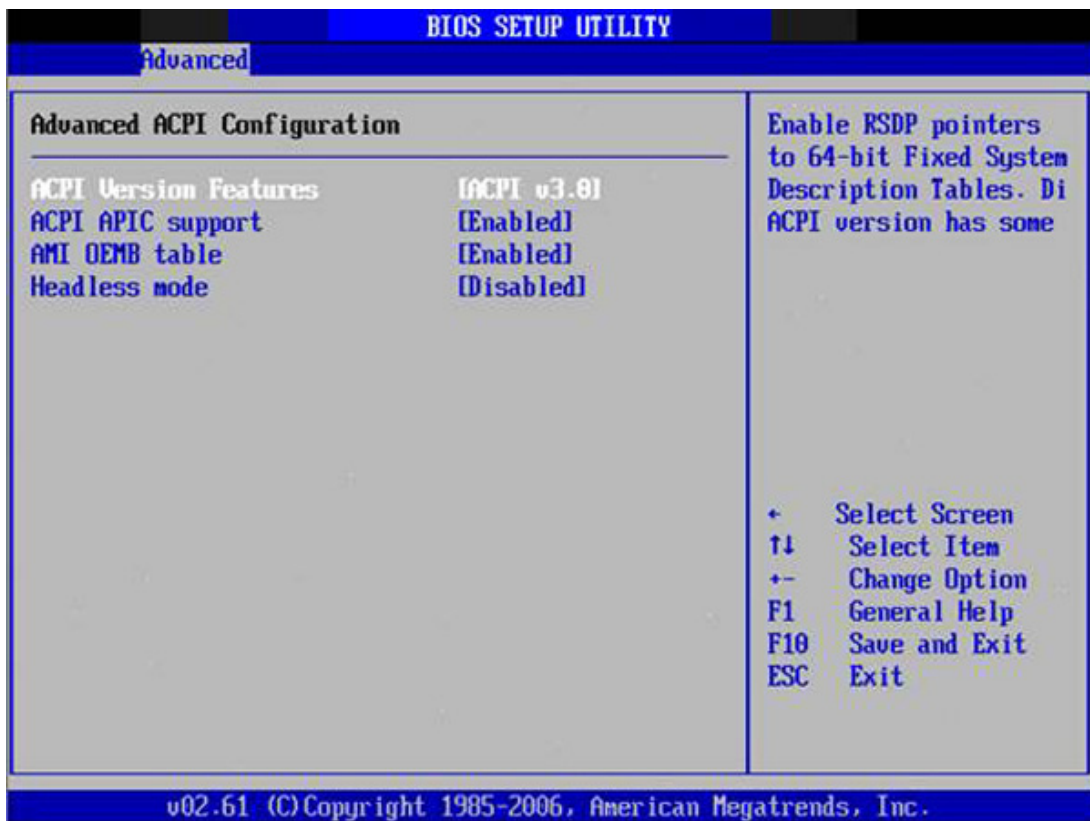 BIOS SETUP UTILITY
Advanced
Advanced ACPI Configuration
ACPI Version Features [ACPI v3.0]
ACPI APIC support [Enabled]
AMI OEMB table [Enabled]
Headless mode [Disabled]
Enable RSDP pointers
to 64-bit Fixed System
Description Tables. Di
ACPI version has some
← Select Screen
↑↓ Select Item
+- Change Option
F1 General Help
F10 Save and Exit
ESC Exit
v02.61 (C)Copyright 1985-2006, American Megatrends, Inc.